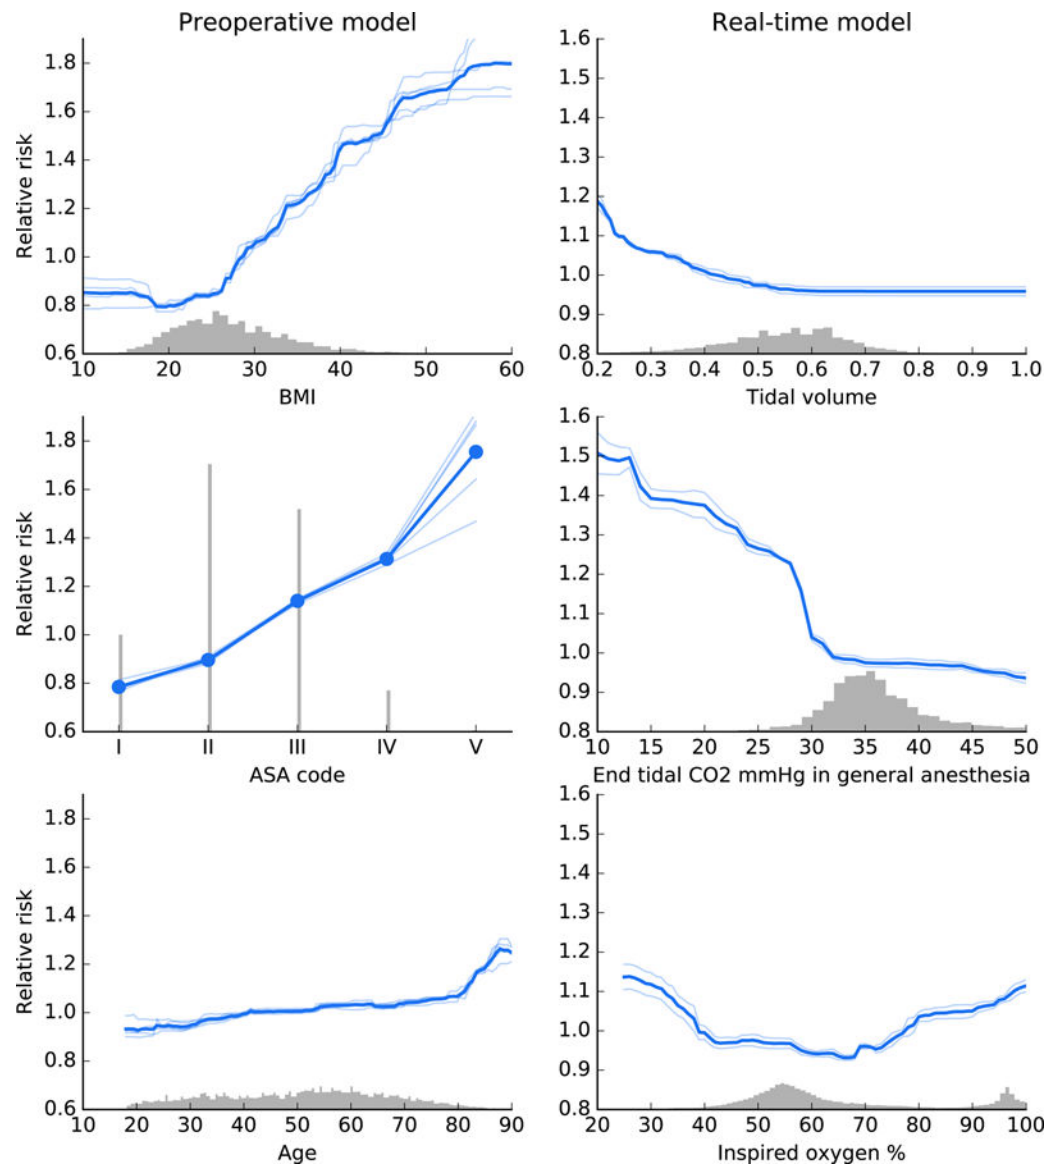 Preoperative model
Real-time model
Relative risk
1.8
1.6
1.4
1.2
1.0
0.8
0.6
10 20 30 40 50 60
BMI
1.6
1.5
1.4
1.3
1.2
1.1
1.0
0.9
0.8
0.2 0.3 0.4 0.5 0.6 0.7 0.8 0.9 1.0
Tidal volume
Relative risk
1.8
1.6
1.4
1.2
1.0
0.8
0.6
I II III IV V
ASA code
1.6
1.5
1.4
1.3
1.2
1.1
1.0
0.9
0.8
10 15 20 25 30 35 40 45 50
End tidal CO2 mmHg in general anesthesia
Relative risk
1.8
1.6
1.4
1.2
1.0
0.8
0.6
10 20 30 40 50 60 70 80 90
Age
1.6
1.5
1.4
1.3
1.2
1.1
1.0
0.9
0.8
20 30 40 50 60 70 80 90 100
Inspired oxygen %